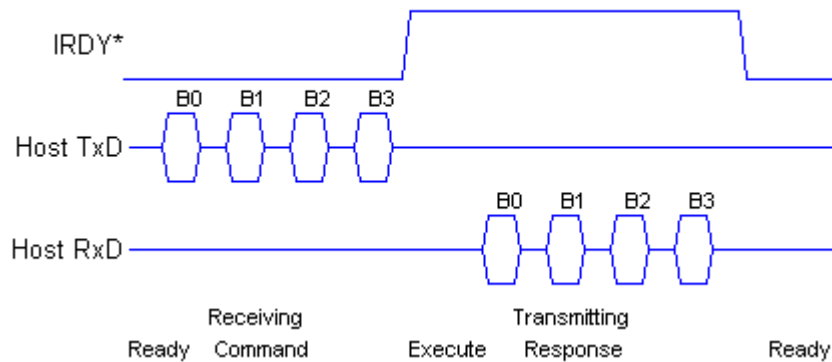 IRDY*
B0 B1 B2 B3
Host TxD
B0 B1 B2 B3
Host RxD
Receiving Transmitting
Ready Command Execute Response Ready